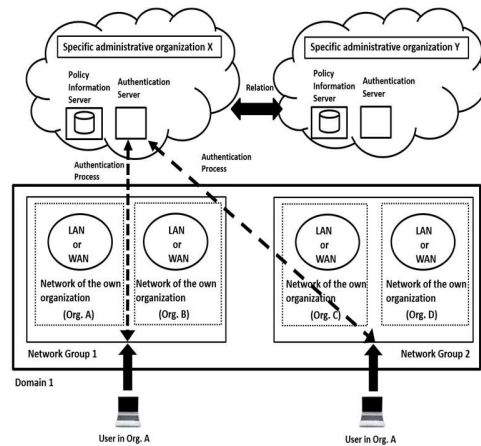 Specific administrative organization X
Specific administrative organization Y
Policy
Information
Server
Authentication
Server
Relation
Policy
Information
Server
Authentication
Server
Authentication
Process
Authentication
Process
LAN
or
WAN
LAN
or
WAN
LAN
or
WAN
LAN
or
WAN
Network of the own
organization
(Org. A)
Network of the own
organization
(Org. B)
Network of the own
organization
(Org. C)
Network of the own
organization
(Org. D)
Network Group 1
Network Group 2
Domain 1
User in Org. A
User in Org. A